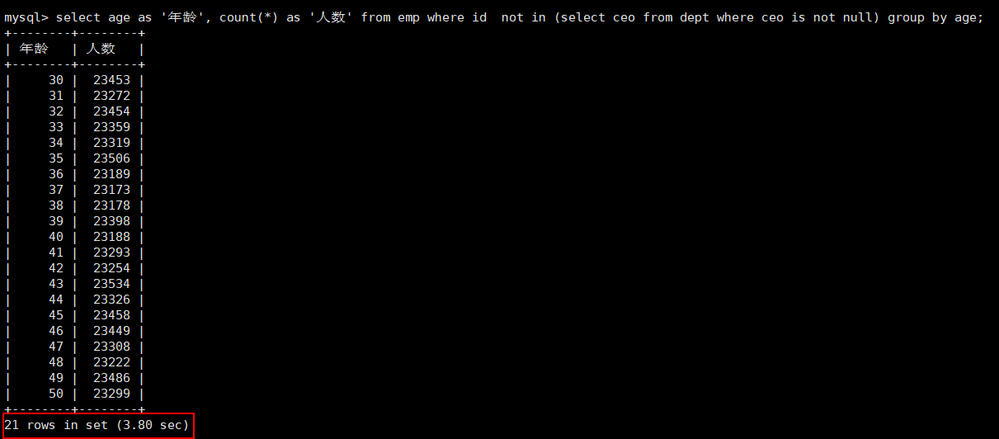 mysql> select age as '年龄', count(*) as '人数' from emp where id  not in (select ceo from dept where ceo is not null) group by age;
+--------+--------+
| 年龄   | 人数   |
+--------+--------+
|     30 |  23453 |
|     31 |  23272 |
|     32 |  23454 |
|     33 |  23359 |
|     34 |  23319 |
|     35 |  23506 |
|     36 |  23189 |
|     37 |  23173 |
|     38 |  23178 |
|     39 |  23398 |
|     40 |  23188 |
|     41 |  23293 |
|     42 |  23254 |
|     43 |  23534 |
|     44 |  23326 |
|     45 |  23458 |
|     46 |  23449 |
|     47 |  23308 |
|     48 |  23222 |
|     49 |  23486 |
|     50 |  23299 |
+--------+--------+
21 rows in set (3.80 sec)